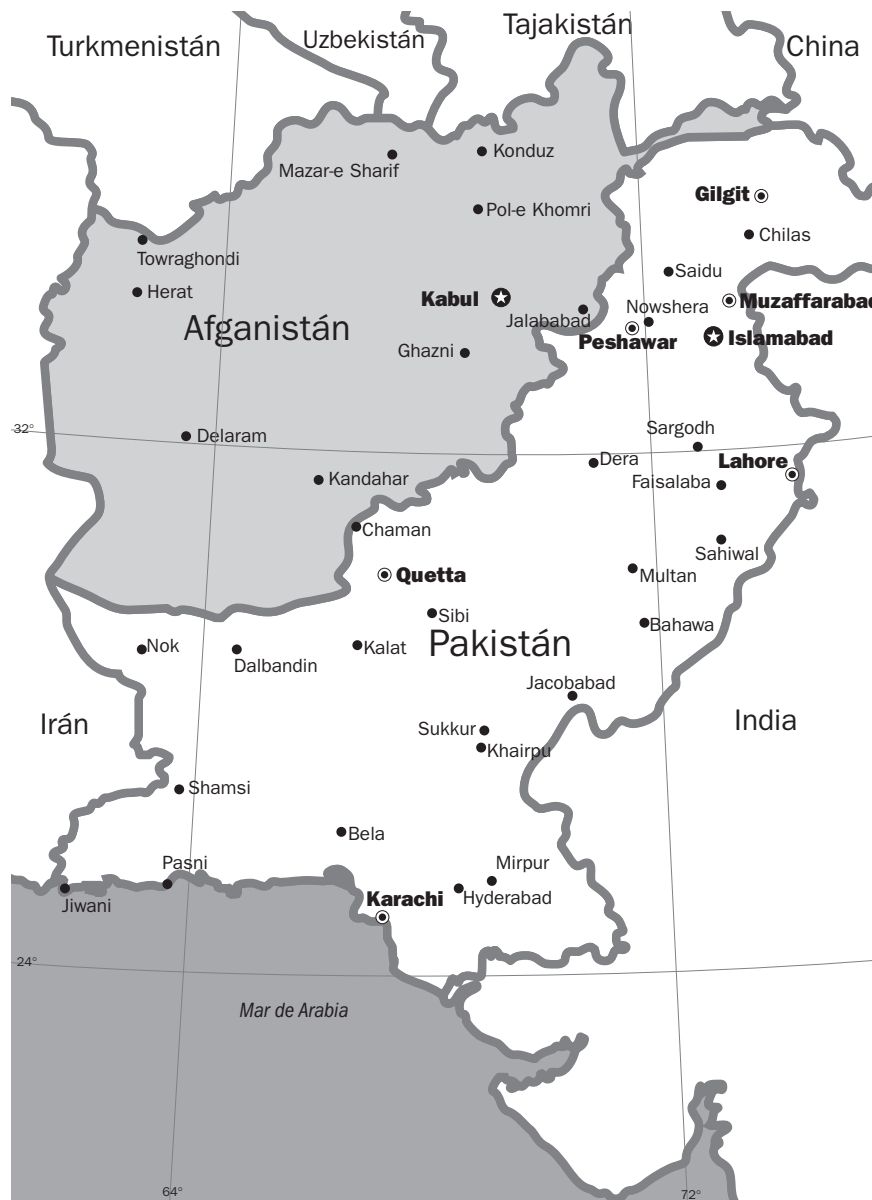 Turkmenistán
Uzbekistán
Tajakistán
China
Mazar-e Sharif
Konduz
Pol-e Khomri
Gilgit
Chilas
Towraghondi
Herat
Saidu
Kabul
Jalababad
Nowshera
Muzaffarabad
Afganistán
Peshawar
Islamabad
Ghazni
32°
Delaram
Sargodh
Kandahar
Dera
Lahore
Faisalaba
Chaman
Sahiwal
Quetta
Multan
Sibi
Bahawa
Nok
Dalbandin
Kalat
Pakistán
Jacobabad
Irán
Sukkur
Khairpu
India
Shamsi
Bela
Pasni
Mirpur
Jiwani
Karachi
Hyderabad
24°
Mar de Arabia
64°
72°